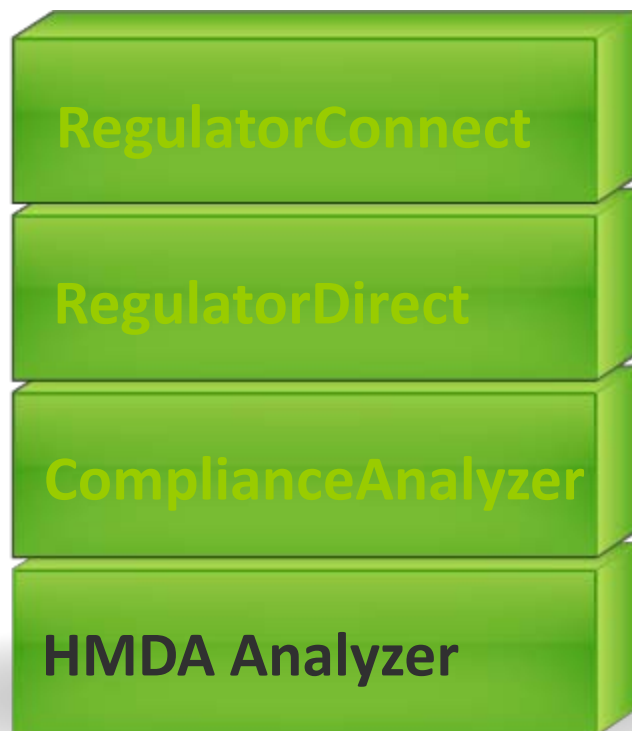 RegulatorConnect
RegulatorDirect
ComplianceAnalyzer
HMDA Analyzer